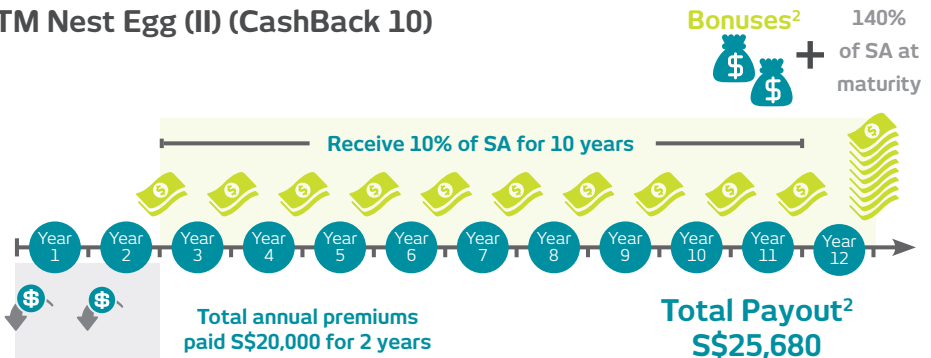 TM Nest Egg (II) (CashBack 10)
Bonuses²
$
$
+
140%
of SA at
maturity
Receive 10% of SA for 10 years
Year 1
Year 2
Year 3
Year 4
Year 5
Year 6
Year 7
Year 8
Year 9
Year 10
Year 11
Year 12
$
$
Total annual premiums
paid S$20,000 for 2 years
Total Payout²
S$25,680